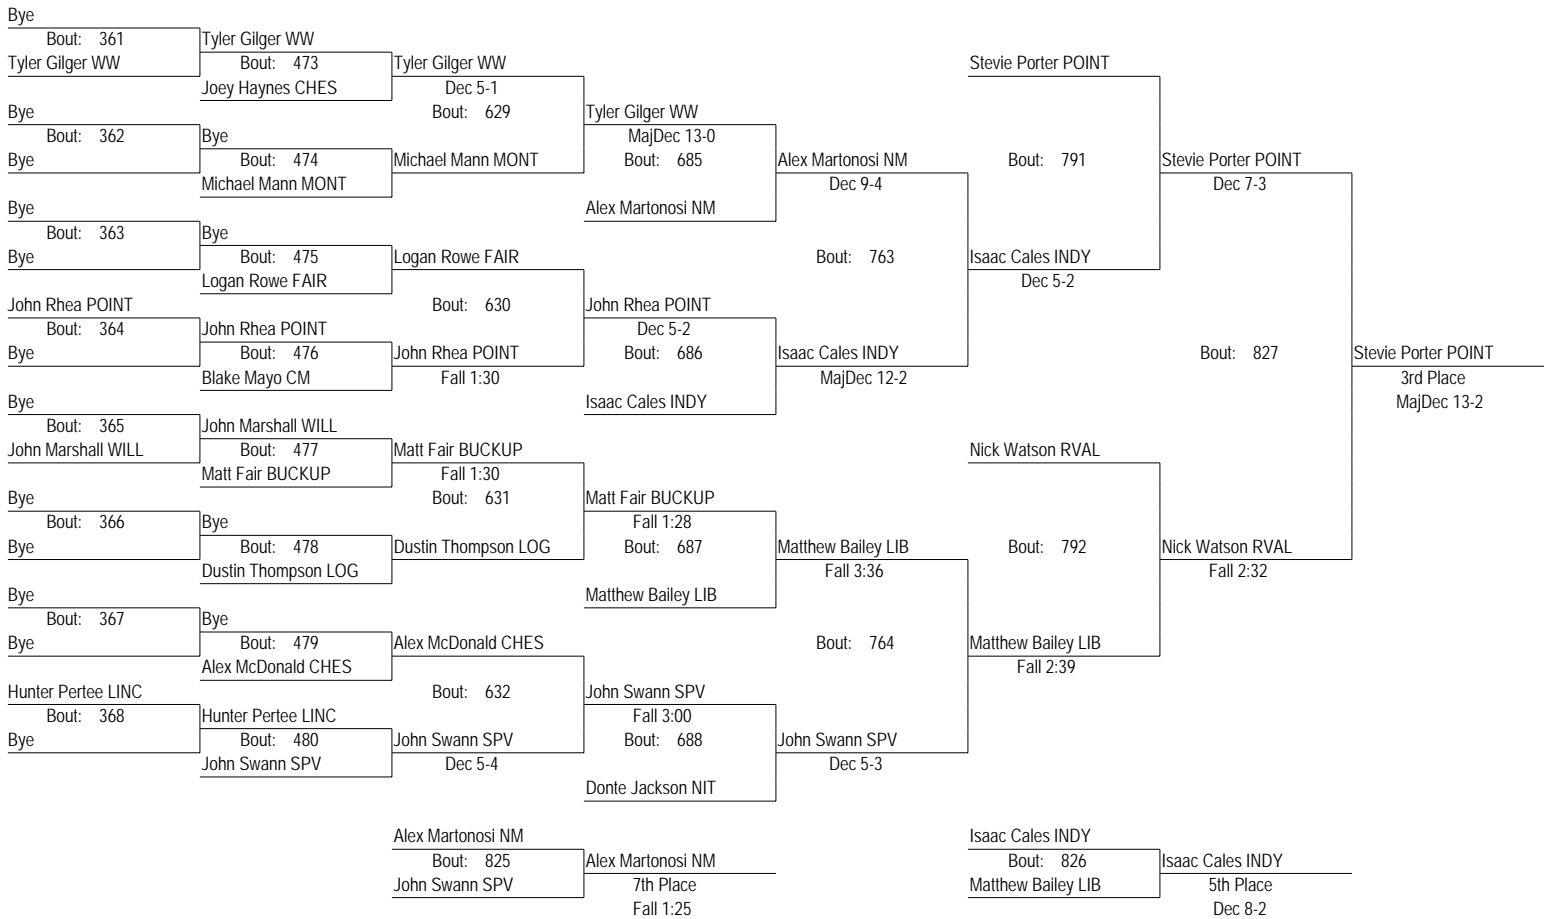 Bye
Bout: 361
Tyler Gilger WW
Tyler Gilger WW
Bout: 473
Joey Haynes CHES
Tyler Gilger WW
Dec 5-1
Bout: 629
Bye
Bout: 362
Bye
Bye
Bout: 474
Michael Mann MONT
Michael Mann MONT
Tyler Gilger WW
MajDec 13-0
Bout: 685
Alex Martonosi NM
Bye
Bout: 363
Bye
Bye
Bout: 475
Logan Rowe FAIR
Logan Rowe FAIR
Bout: 630
John Rhea POINT
Bout: 364
Bye
John Rhea POINT
Bout: 476
Blake Mayo CM
John Rhea POINT
Fall 1:30
John Rhea POINT
Dec 5-2
Bout: 686
Isaac Cales INDY
Alex Martonosi NM
Dec 9-4
Bout: 763
Isaac Cales INDY
MajDec 12-2
Bye
Bout: 365
John Marshall WILL
John Marshall WILL
Bout: 477
Matt Fair BUCKUP
Matt Fair BUCKUP
Fall 1:30
Bout: 631
Bye
Bout: 366
Bye
Bye
Bout: 478
Dustin Thompson LOG
Dustin Thompson LOG
Matt Fair BUCKUP
Fall 1:28
Bout: 687
Matthew Bailey LIB
Bye
Bout: 367
Bye
Bye
Bout: 479
Alex McDonald CHES
Alex McDonald CHES
Bout: 632
Hunter Pertee LINC
Bout: 368
Bye
Hunter Pertee LINC
Bout: 480
John Swann SPV
John Swann SPV
Dec 5-4
John Swann SPV
Fall 3:00
Bout: 688
Donte Jackson NIT
Matthew Bailey LIB
Fall 3:36
Bout: 764
John Swann SPV
Dec 5-3
Stevie Porter POINT
Bout: 791
Isaac Cales INDY
Dec 5-2
Stevie Porter POINT
Dec 7-3
Nick Watson RVAL
Bout: 792
Matthew Bailey LIB
Fall 2:39
Nick Watson RVAL
Fall 2:32
Bout: 827
Stevie Porter POINT
3rd Place
MajDec 13-2
Alex Martonosi NM
Bout: 825
John Swann SPV
Alex Martonosi NM
7th Place
Fall 1:25
Isaac Cales INDY
Bout: 826
Matthew Bailey LIB
Isaac Cales INDY
5th Place
Dec 8-2